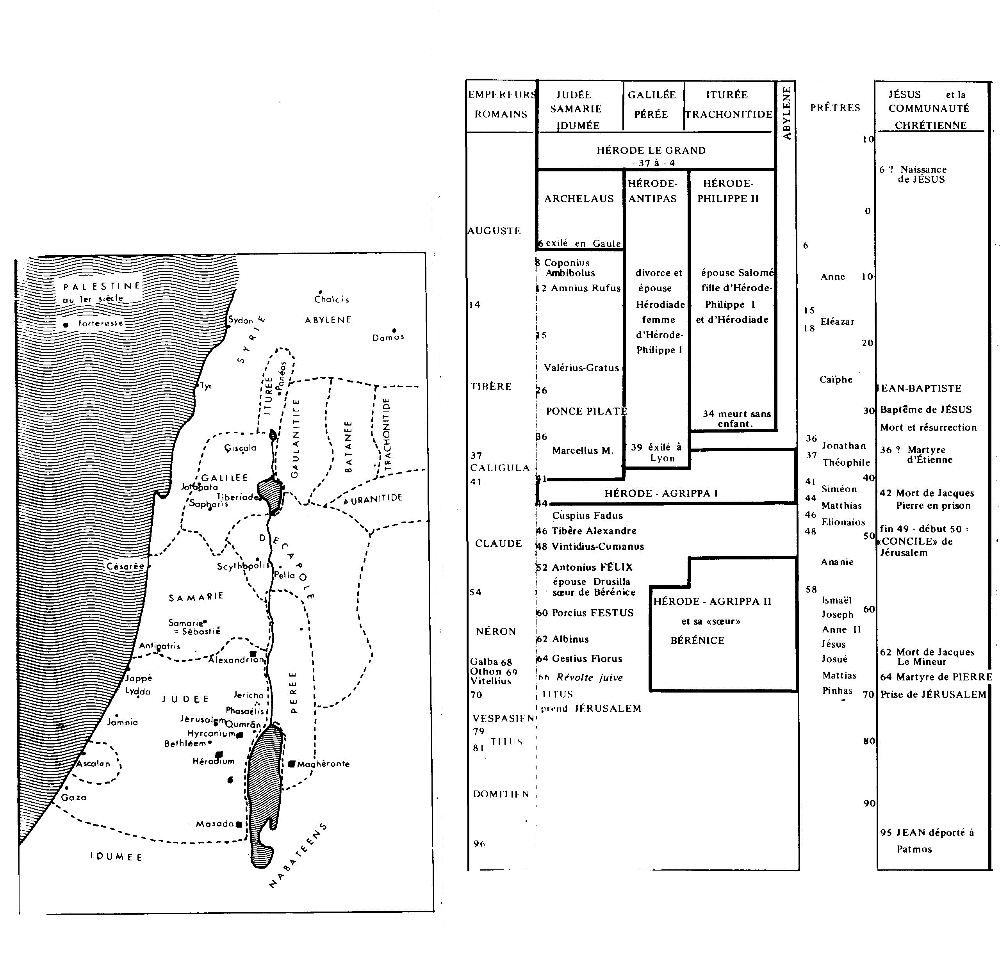 PALESTINE
au 1er siècle
■ forteresse
Chalcis
ABYLENE
Sydon
SYRIE
Damas
Tyr
ITUREE
Panéas
GAULANITIE
BATANEE
TRACHONITIDE
Giscala
GALILEE
Jotapata
Tiberiade
Saphoris
AURANITIDE
DECAPOLE
Césarée
Scythopolis
Pella
SAMARIE
Samarie
= Sébastié
Antipatris
Alexandrion
Joppé
Lydda
JUDEE
Jericho
Phasaélis
PEREE
Jamnia
Jèrusalem
Qumrân
Hyrcanium
Bethléem
Hérodium
Ascalon
Maghèronte
Gaza
Masada
IDUMEE
NABATEENS
EMPEREURS
ROMAINS
AUGUSTE
14
TIBÈRE
37
CALIGULA
41
CLAUDE
54
NÉRON
Galba 68
Othon 69
Vitellius
70
VESPASIEN
79
TITUS
81
DOMITIEN
96
JUDÉE
SAMARIE
IDUMÉE
GALILÉE
PÉRÉE
ITURÉE
TRACHONITIDE
ABYLENE
HÉRODE LE GRAND
- 37 à - 4
ARCHELAUS
6 exilé en Gaule
8 Coponius
Ambibolus
12 Amnius Rufus
15
Valérius-Gratus
26
PONCE PILATE
36
Marcellus M.
41
HÉRODE-
ANTIPAS
divorce et
épouse
Hérodiade
femme
d'Hérode-
Philippe I
39 éxilé à
Lyon
HÉRODE-
PHILIPPE II
épouse Salomé
fille d'Hérode-
Philippe I
et d'Hérodiade
34 meurt sans
enfant.
HÉRODE - AGRIPPA I
44
Cuspius Fadus
46 Tibère Alexandre
48 Vintidius-Cumanus
52 Antonius FÉLIX
épouse Drusilla
sœur de Bérénice
60 Porcius FESTUS
62 Albinus
64 Gestius Florus
66 Révolte juive
TITUS
prend JÉRUSALEM
HÉRODE - AGRIPPA II
et sa «sœur»
BÉRÉNICE
PRÊTRES
6
Anne
15
18 Eléazar
Caïphe
36
Jonathan
37
Théophile
41
Siméon
44
Matthias
46
Elionaios
48
Ananie
58
Ismaël
Joseph
Anne II
Jésus
Josué
Mattias
Pinhas
10
0
10
20
30
40
50
60
70
80
90
JÉSUS et la
COMMUNAUTÉ
CHRÉTIENNE
6 ? Naissance
de JÉSUS
JEAN-BAPTISTE
Baptême de JÉSUS
Mort et résurrection
36 ? Martyre
d'Étienne
42 Mort de Jacques
Pierre en prison
fin 49 - début 50 :
«CONCILE» de
Jérusalem
62 Mort de Jacques
Le Mineur
64 Martyre de PIERRE
Prise de JÉRUSALEM
95 JEAN déporté à
Patmos